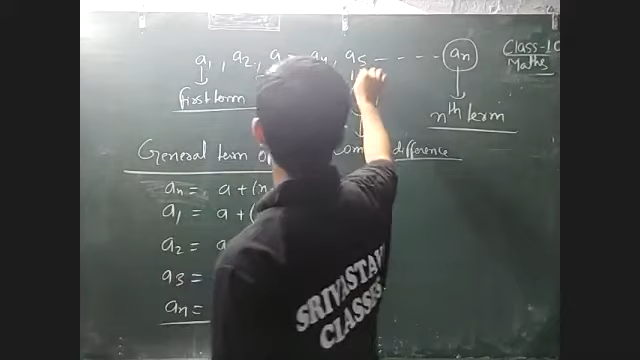 a1, a2, a a4, a5 - - - - an
Class-10
Maths
first term
nth term
General term o Com difference
an = a + (n
a1 = a + (
a2 = a
a3 =
an =
SRIVASTAV
CLASSES